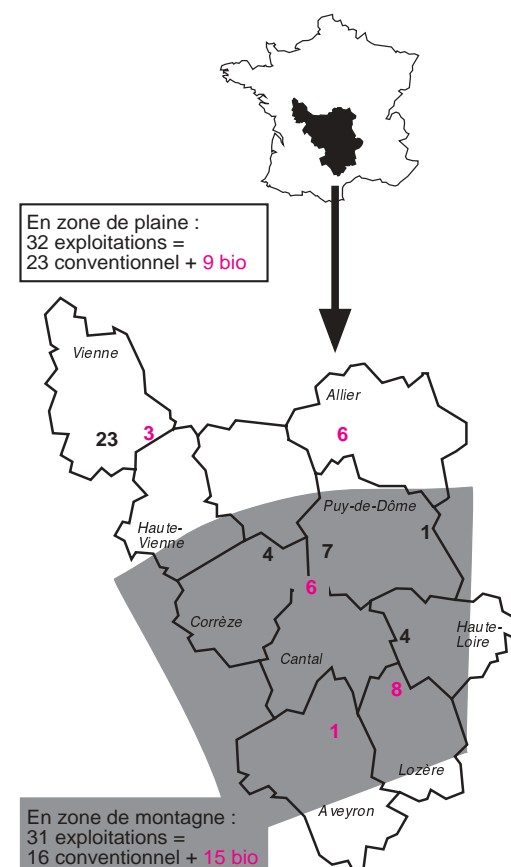 En zone de plaine :
32 exploitations =
23 conventionnel + 9 bio
Vienne
Allier
23
3
6
Puy-de-Dôme
Haute-
Vienne
1
4
7
6
Corrèze
4
Haute-
Loire
Cantal
8
1
Lozère
Aveyron
En zone de montagne :
31 exploitations =
16 conventionnel + 15 bio